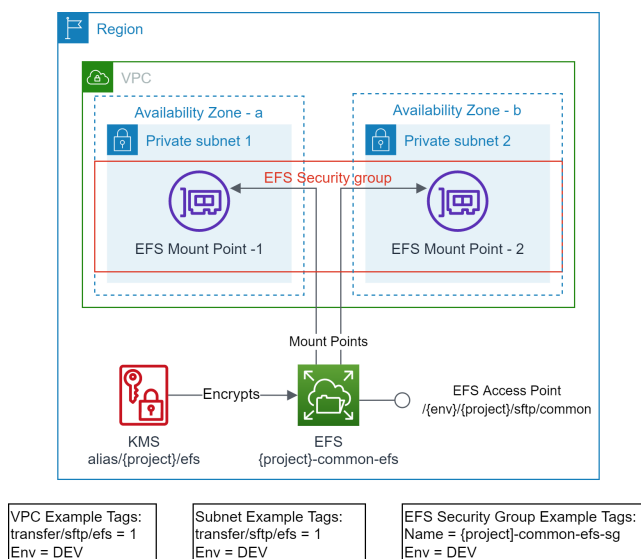 Region
VPC
Availability Zone - a
Availability Zone - b
Private subnet 1
Private subnet 2
EFS Security group
EFS Mount Point -1
EFS Mount Point - 2
Mount Points
Encrypts
EFS Access Point
/{env}/{project}/sftp/common
KMS
alias/{project}/efs
EFS
{project}-common-efs
VPC Example Tags:
transfer/sftp/efs = 1
Env = DEV
Subnet Example Tags:
transfer/sftp/efs = 1
Env = DEV
EFS Security Group Example Tags:
Name = {project}-common-efs-sg
Env = DEV